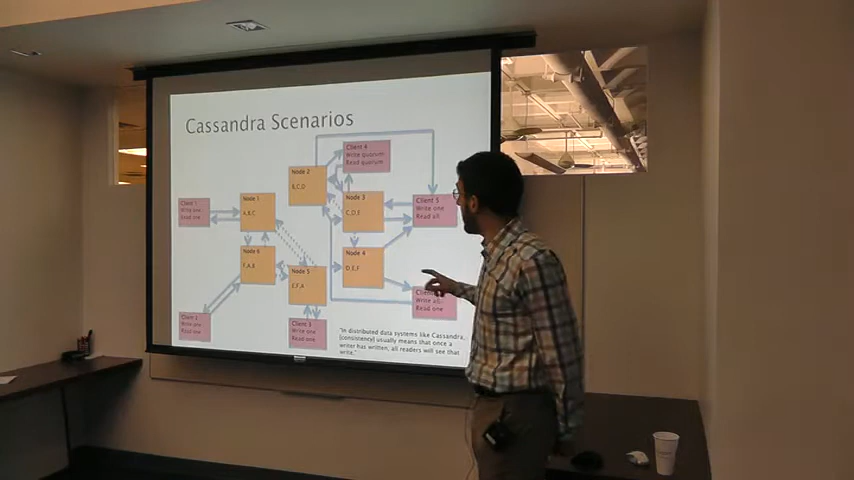 Cassandra Scenarios
Client 4
Write quorum
Read quorum
Node 2
B,C,D
Node 1
A,B,C
Node 3
C,D,E
Client 5
Write one
Read all
Client
Write one
Read one
Node 6
F,A,B
Node 4
D,E,F
Node 5
E,F,A
Write all
Read one
Client 2
Write one
Read one
Client 3
Write one
Read one
"In distributed data systems like Cassandra,
[consistency] usually means that once a
writer has written, all readers will see that
write."